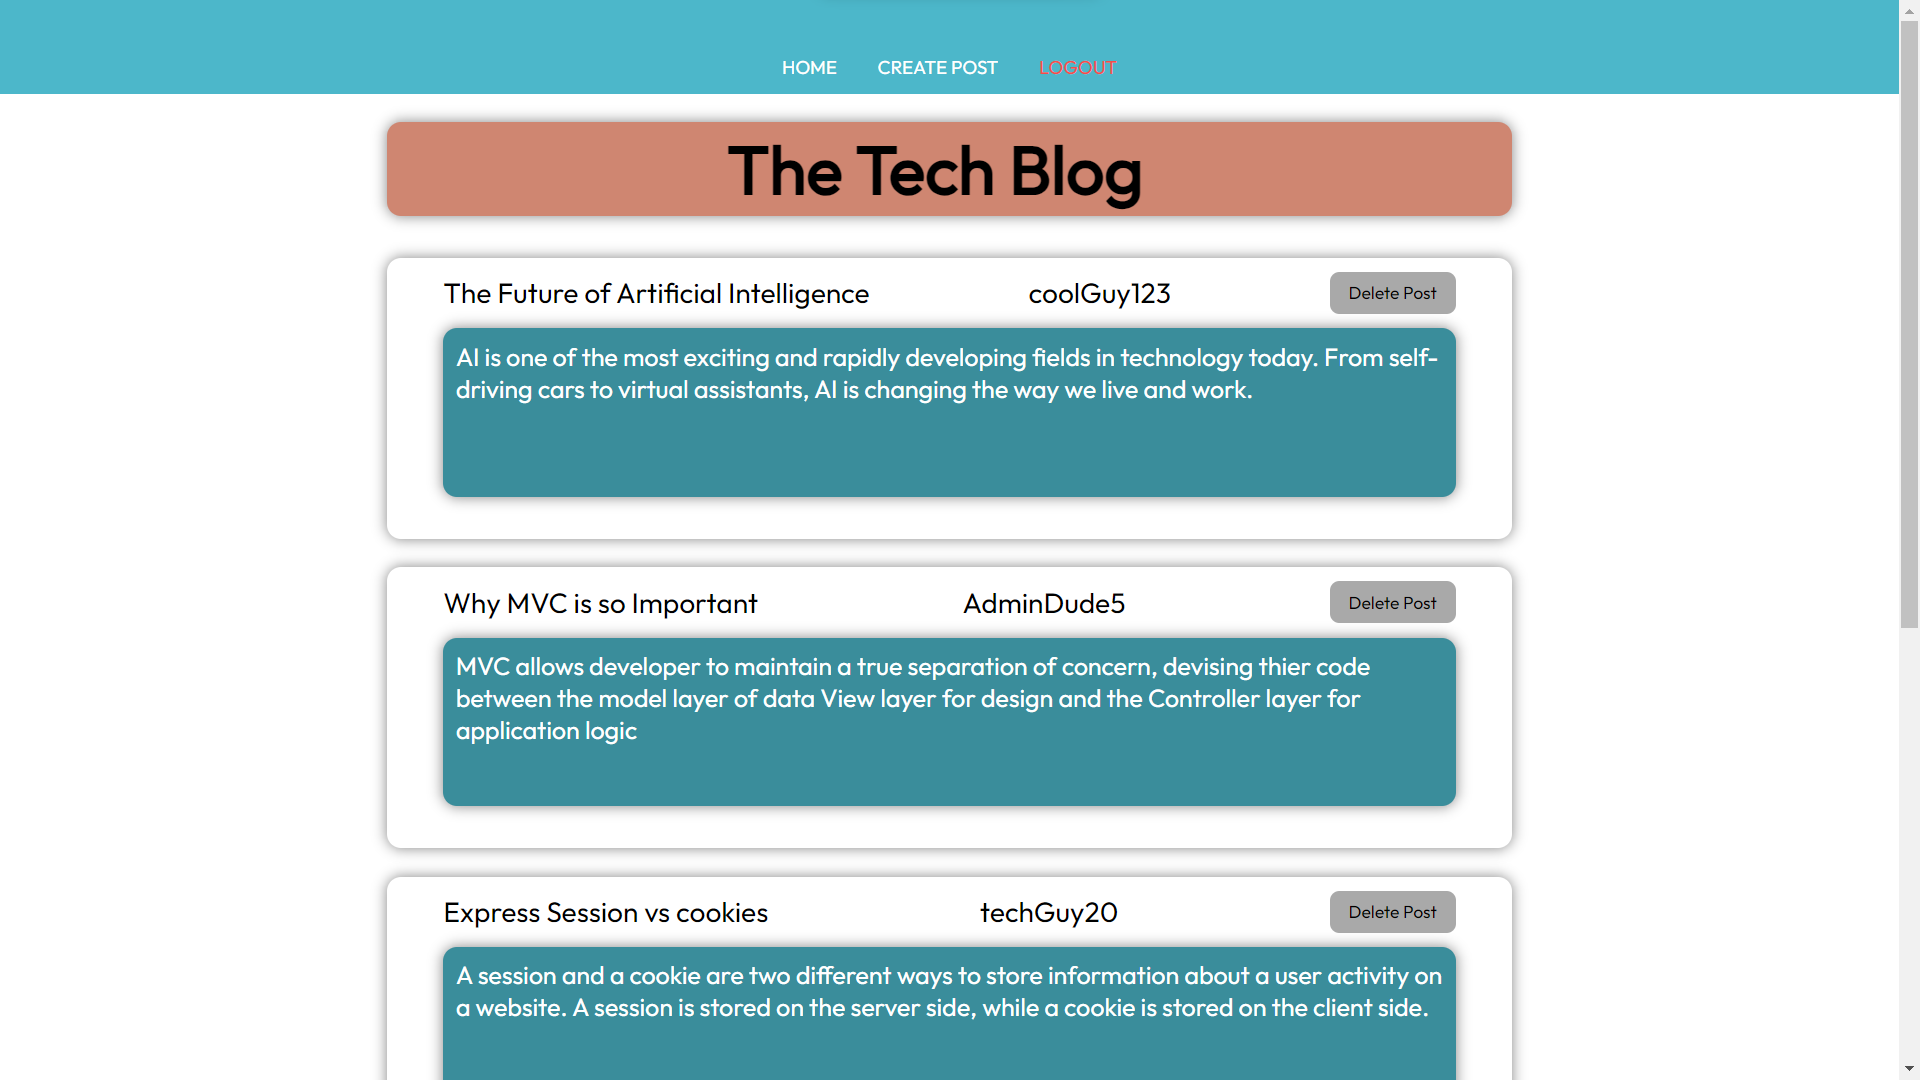 HOME CREATE POST LOGOUT
The Tech Blog
The Future of Artificial Intelligence coolGuy123 Delete Post
AI is one of the most exciting and rapidly developing fields in technology today. From self-
driving cars to virtual assistants, AI is changing the way we live and work.
Why MVC is so Important AdminDude5 Delete Post
MVC allows developer to maintain a true separation of concern, devising thier code
between the model layer of data View layer for design and the Controller layer for
application logic
Express Session vs cookies techGuy20 Delete Post
A session and a cookie are two different ways to store information about a user activity on
a website. A session is stored on the server side, while a cookie is stored on the client side.